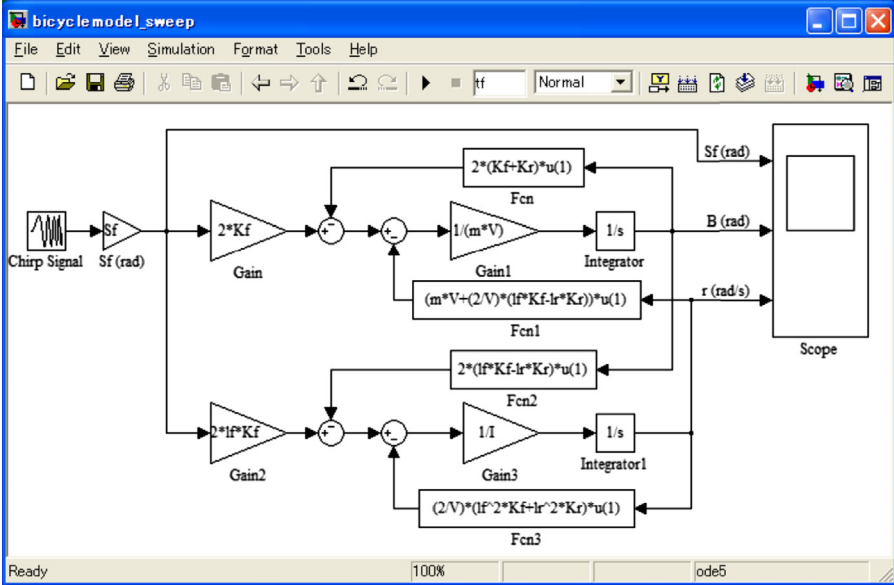 bicyclemodel_sweep
File Edit View Simulation Format Tools Help
tf Normal
Sf (rad)
2*(Kf+Kr)*u(1)
Fcn
B (rad)
Sf
2*Kf
1/(m*V)
1/s
Chirp Signal
Sf (rad)
Gain
Gain1
Integrator
r (rad/s)
(m*V+(2/V)*(lf*Kf-lr*Kr))*u(1)
Fcn1
Scope
2*(lf*Kf-lr*Kr)*u(1)
Fcn2
2*lf*Kf
1/I
1/s
Gain2
Gain3
Integrator1
(2/V)*(lf^2*Kf+lr^2*Kr)*u(1)
Fcn3
Ready 100% ode5